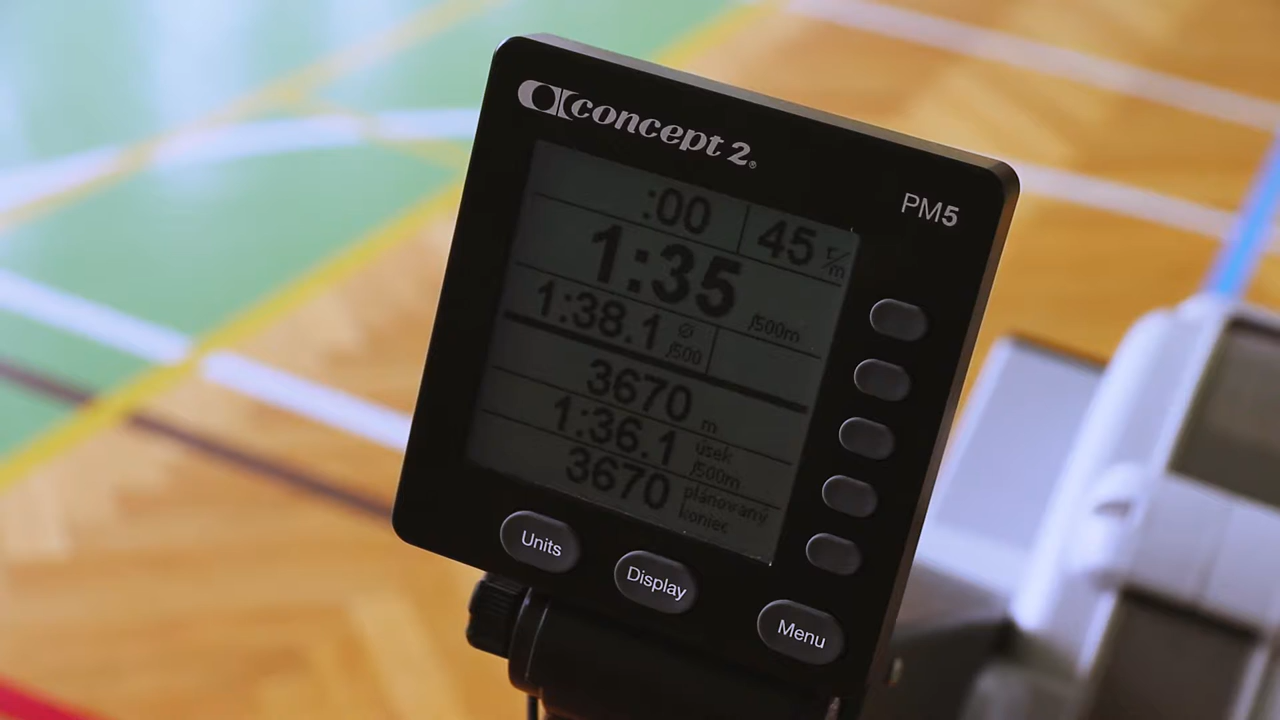 concept 2®
PM5
:00 45 r/m
1:35 /500m
1:38.1 ∅ /500
3670 m
1:36.1 úsek /500m
3670 plánovaný koniec
Units
Display
Menu